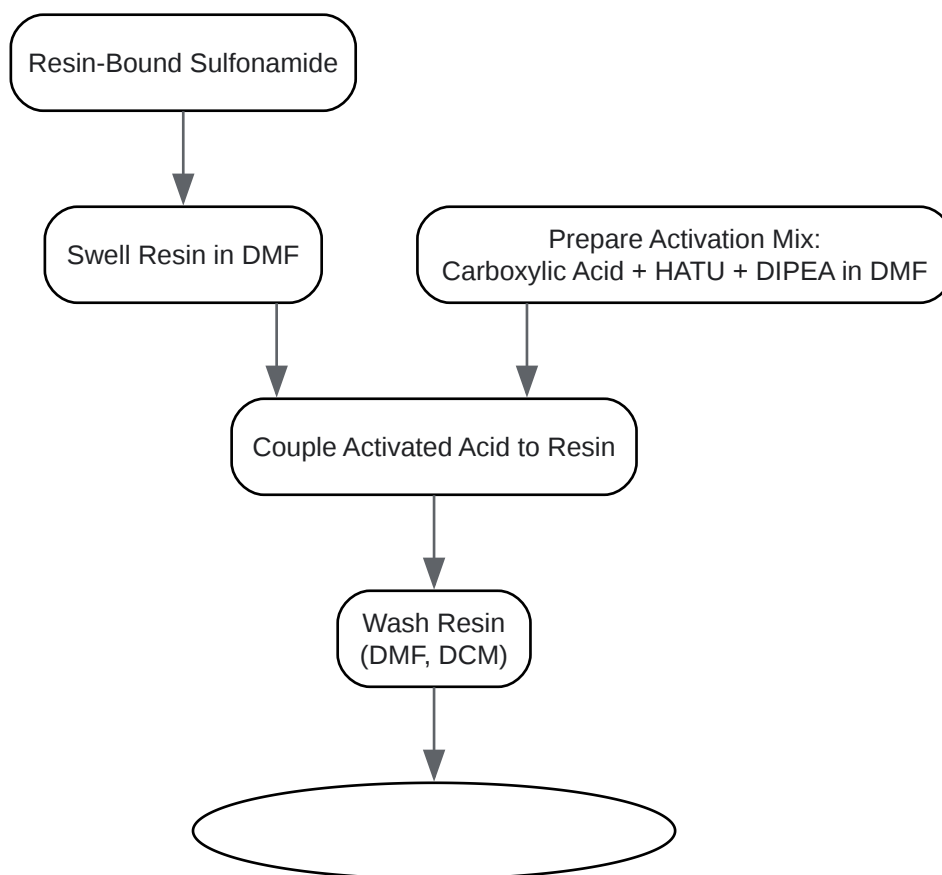 Resin-Bound Sulfonamide
Swell Resin in DMF
Prepare Activation Mix:
Carboxylic Acid + HATU + DIPEA in DMF
Couple Activated Acid to Resin
Wash Resin
(DMF, DCM)